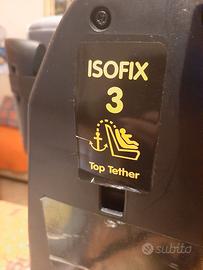 ISOFIX
3
Top Tether
subito